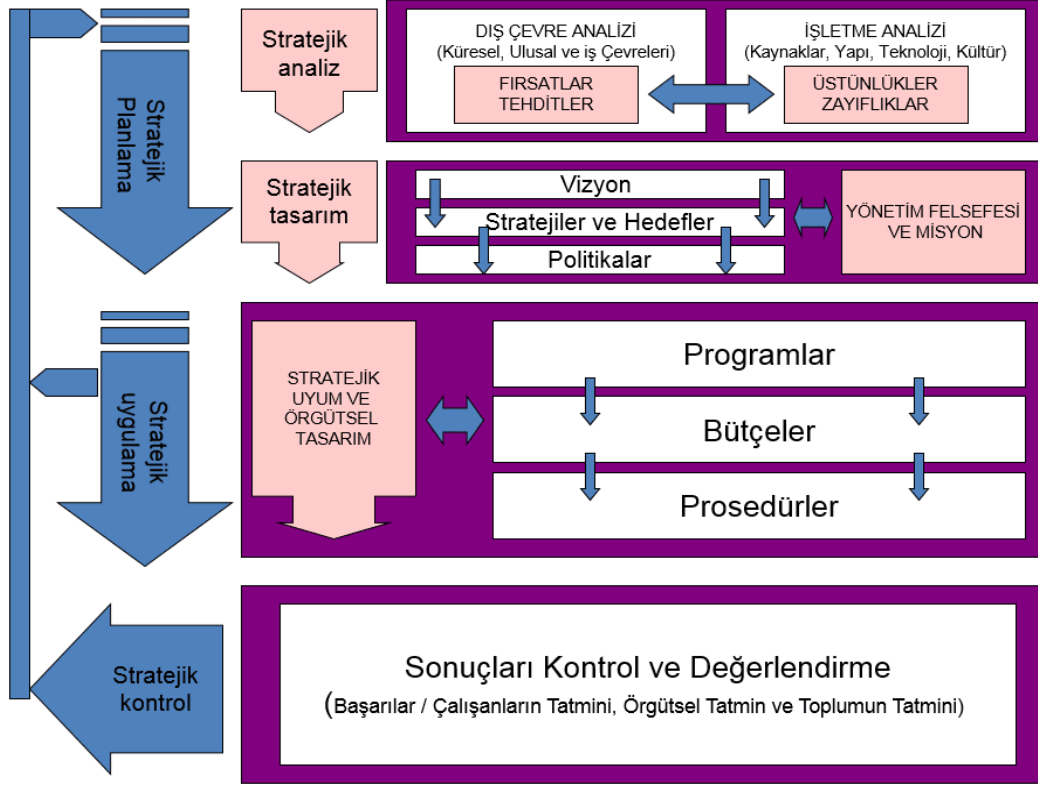 Stratejik
Planlama
Stratejik
analiz
DIŞ ÇEVRE ANALİZİ
(Küresel, Ulusal ve iş Çevreleri)
FIRSATLAR
TEHDİTLER
İŞLETME ANALİZİ
(Kaynaklar, Yapı, Teknoloji, Kültür)
ÜSTÜNLÜKLER
ZAYIFLIKLAR
Stratejik
tasarım
Vizyon
Stratejiler ve Hedefler
Politikalar
YÖNETİM FELSEFESİ
VE MİSYON
Stratejik
uygulama
STRATEJİK
UYUM VE
ÖRGÜTSEL
TASARIM
Programlar
Bütçeler
Prosedürler
Stratejik
kontrol
Sonuçları Kontrol ve Değerlendirme
(Başarılar / Çalışanların Tatmini, Örgütsel Tatmin ve Toplumun Tatmini)